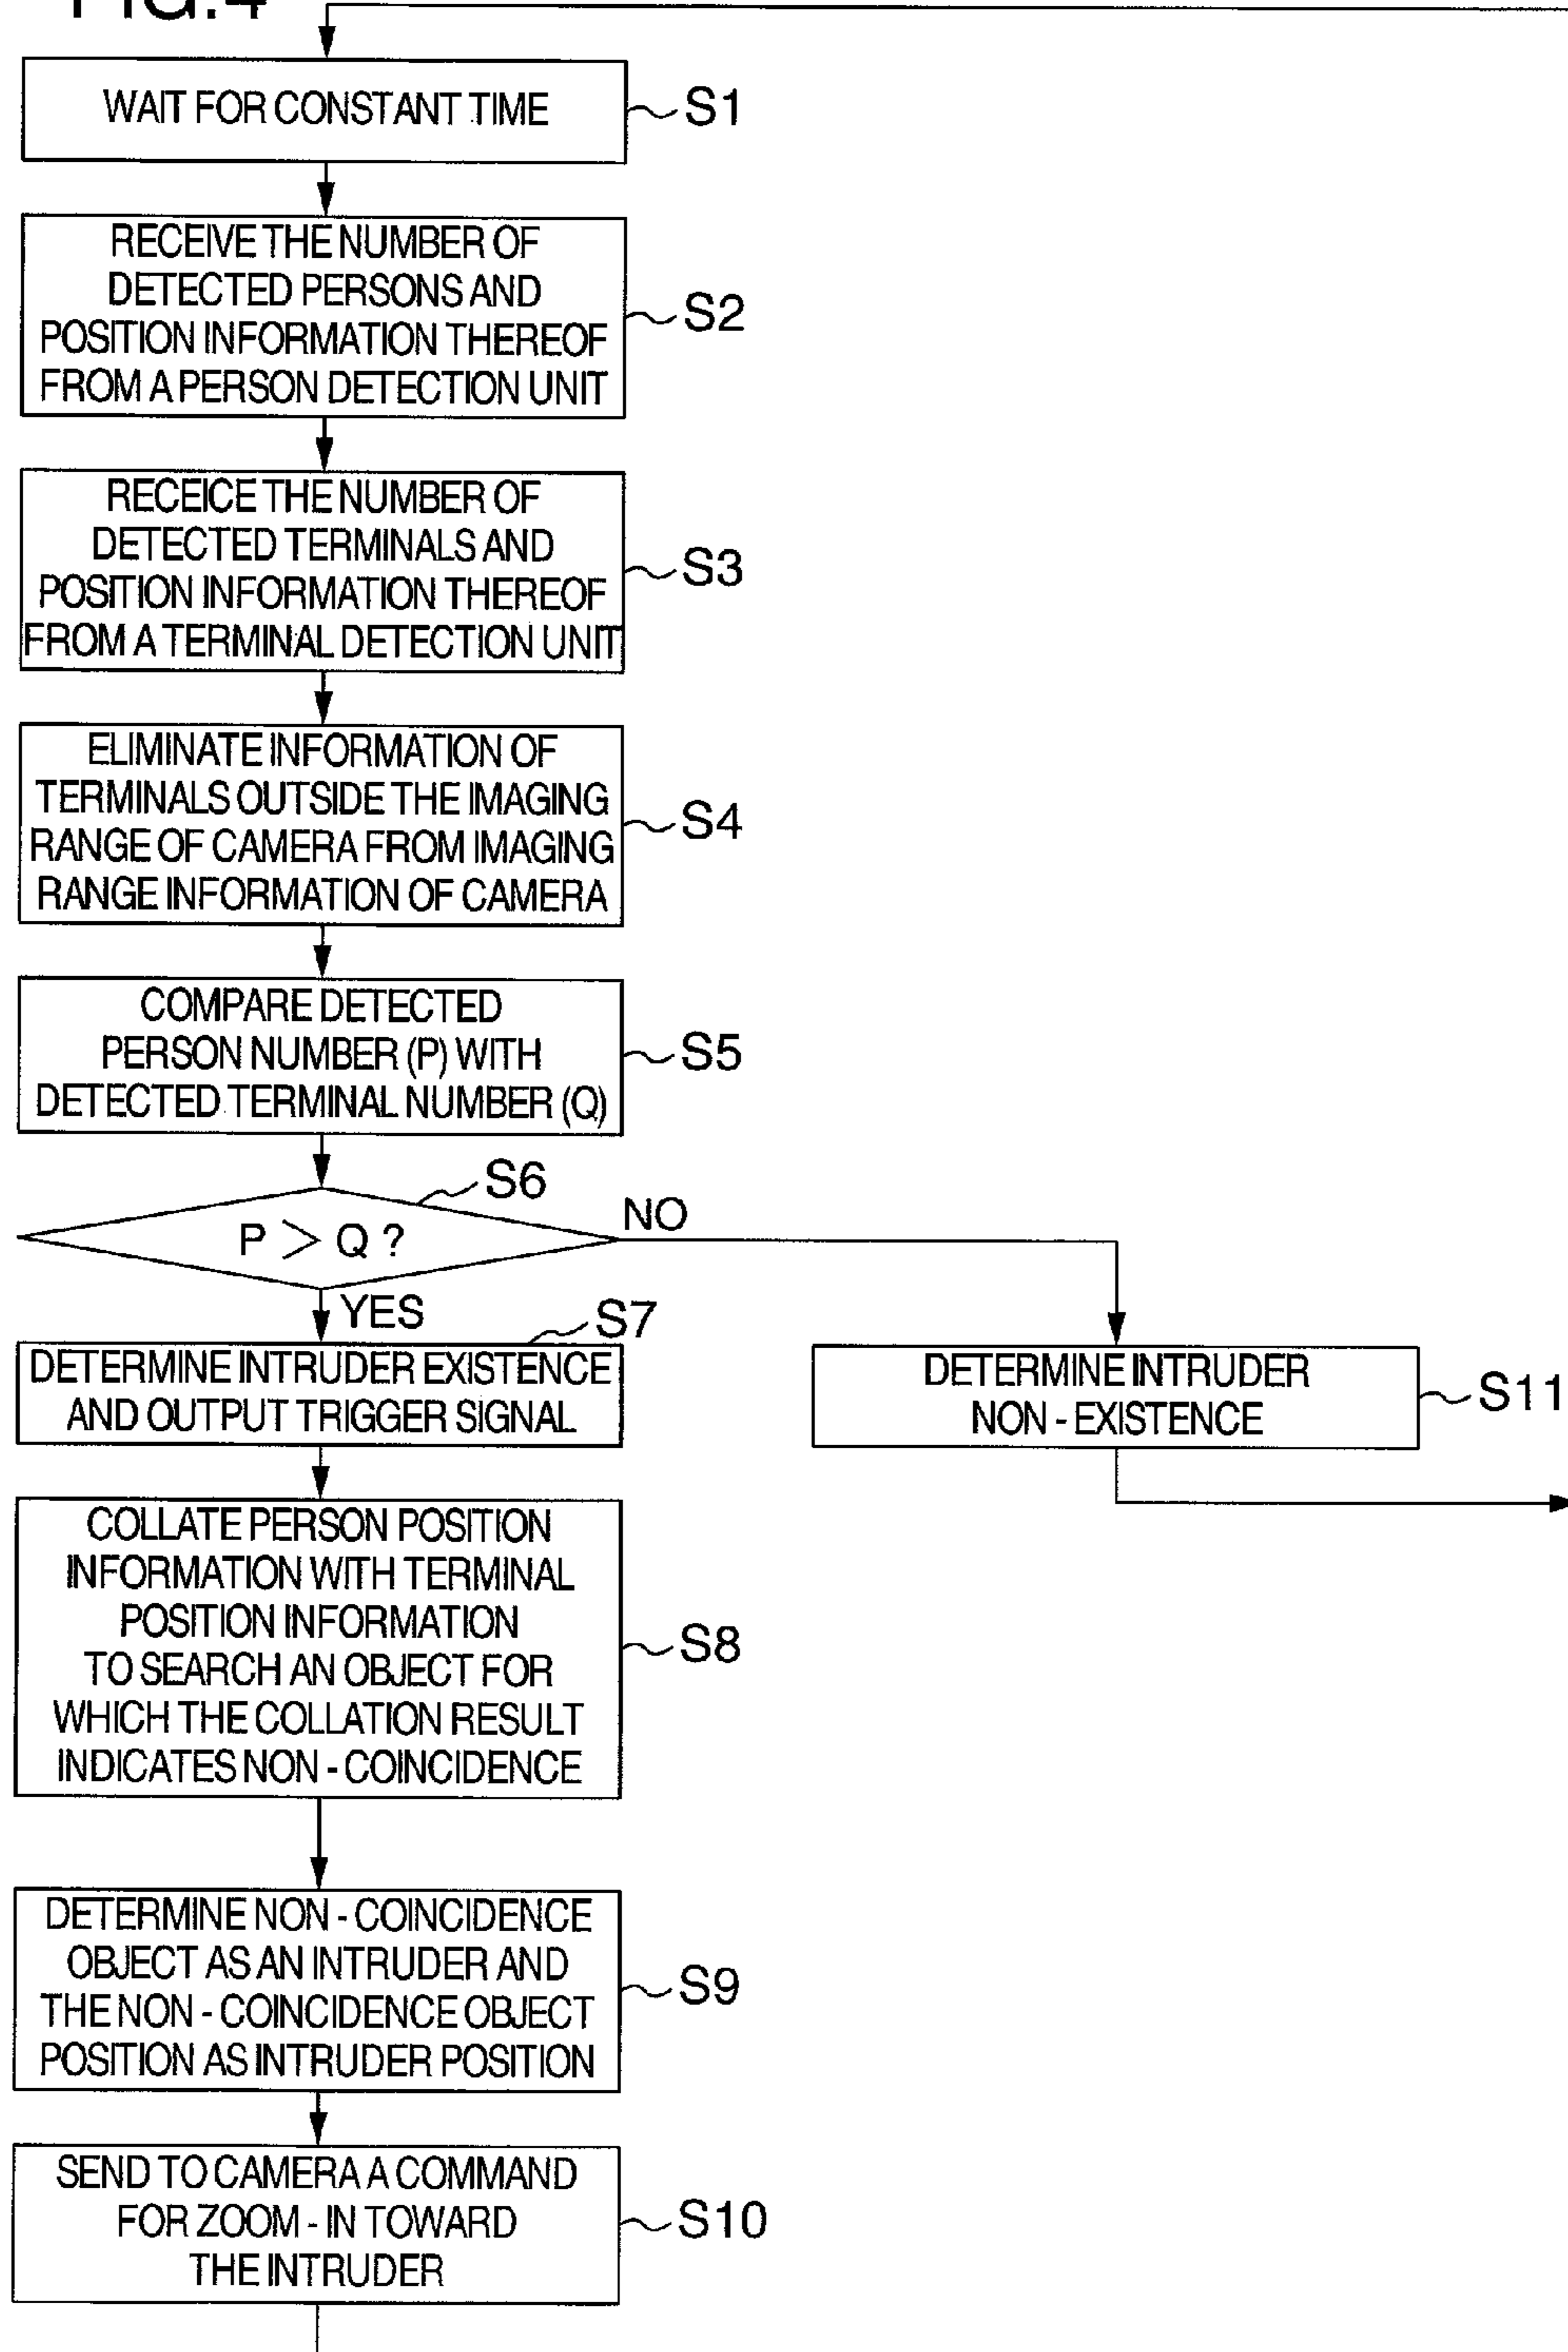 FIG.4
WAIT FOR CONSTANT TIME
S1
RECEIVE THE NUMBER OF
DETECTED PERSONS AND
POSITION INFORMATION THEREOF
FROM A PERSON DETECTION UNIT
S2
RECEICE THE NUMBER OF
DETECTED TERMINALS AND
POSITION INFORMATION THEREOF
FROM A TERMINAL DETECTION UNIT
S3
ELIMINATE INFORMATION OF
TERMINALS OUTSIDE THE IMAGING
RANGE OF CAMERA FROM IMAGING
RANGE INFORMATION OF CAMERA
S4
COMPARE DETECTED
PERSON NUMBER (P) WITH
DETECTED TERMINAL NUMBER (Q)
S5
S6
P > Q ?
NO
YES
S7
DETERMINE INTRUDER EXISTENCE
AND OUTPUT TRIGGER SIGNAL
DETERMINE INTRUDER
NON - EXISTENCE
S11
COLLATE PERSON POSITION
INFORMATION WITH TERMINAL
POSITION INFORMATION
TO SEARCH AN OBJECT FOR
WHICH THE COLLATION RESULT
INDICATES NON - COINCIDENCE
S8
DETERMINE NON - COINCIDENCE
OBJECT AS AN INTRUDER AND
THE NON - COINCIDENCE OBJECT
POSITION AS INTRUDER POSITION
S9
SEND TO CAMERA A COMMAND
FOR ZOOM - IN TOWARD
THE INTRUDER
S10